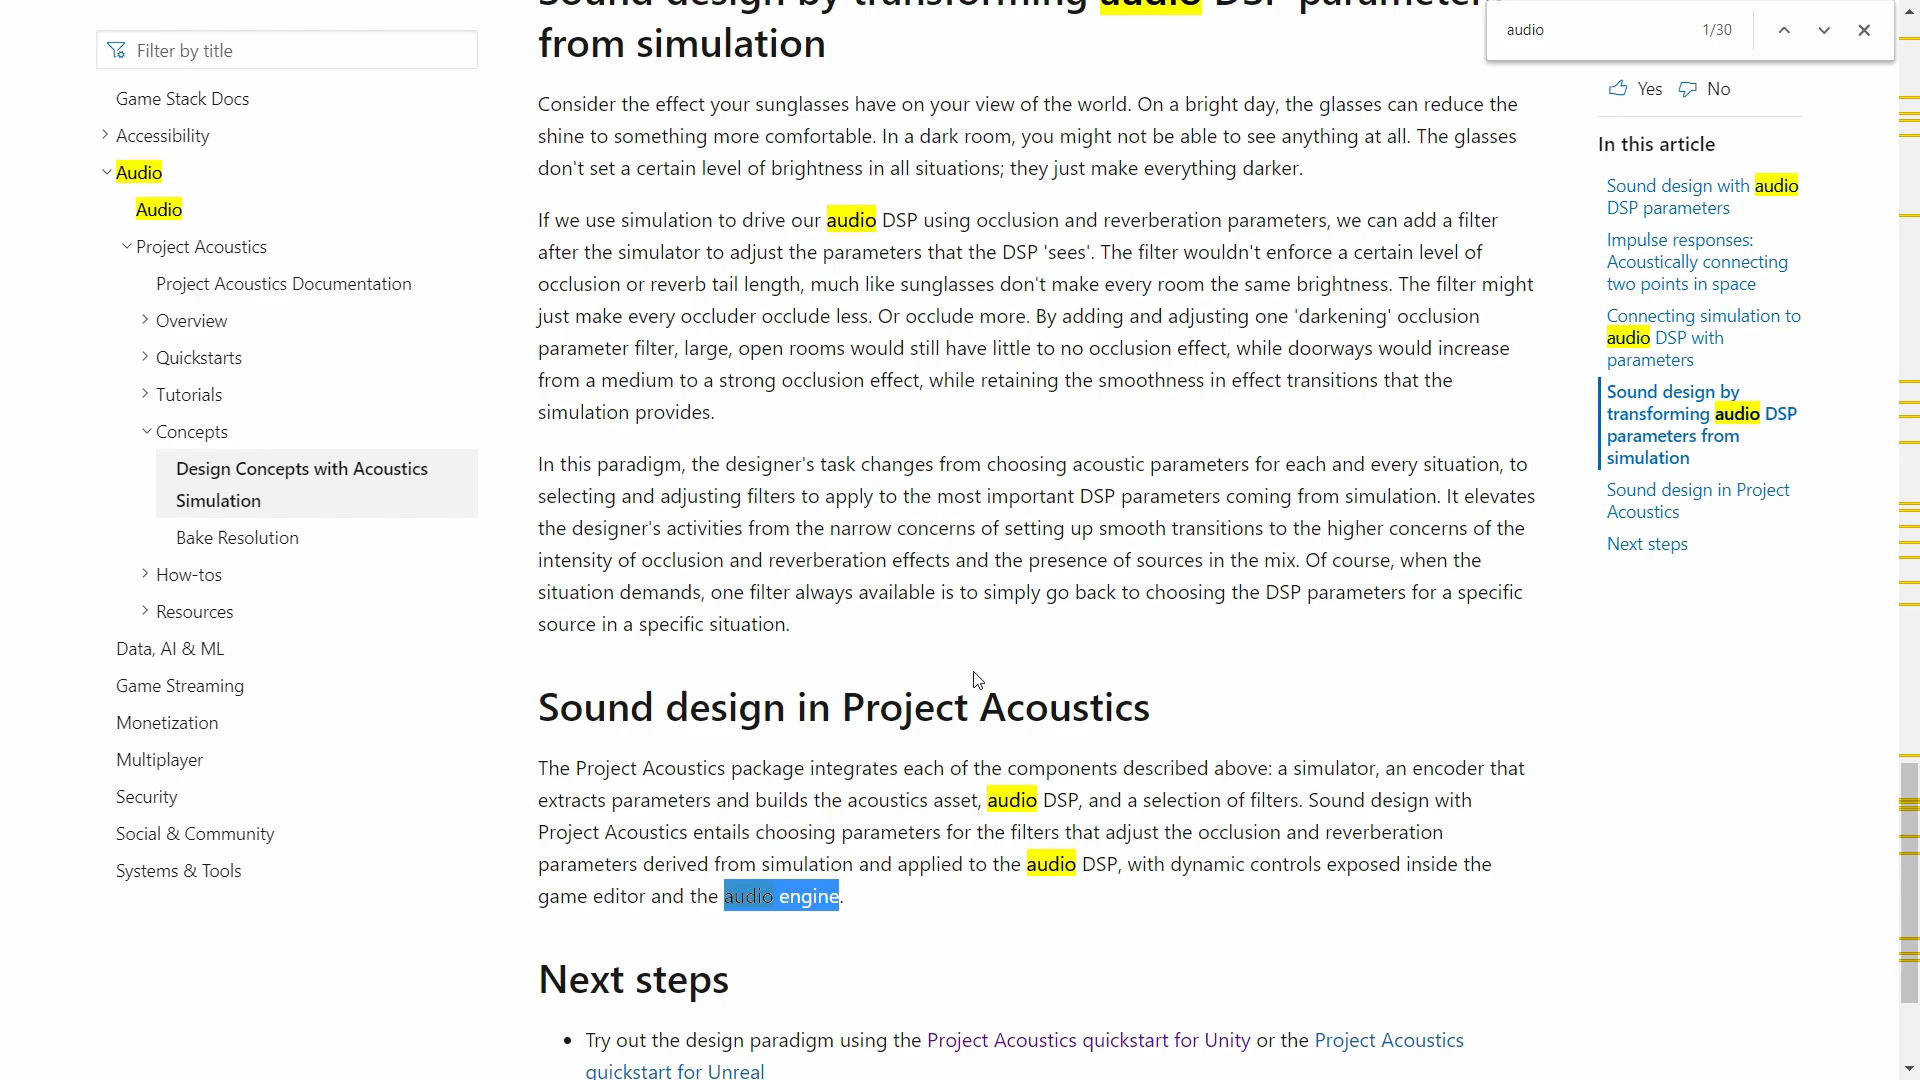 Sound design by transforming audio DSP parameters
from simulation
audio
1/30
Filter by title
Game Stack Docs
Accessibility
Audio
Audio
Project Acoustics
Project Acoustics Documentation
Overview
Quickstarts
Tutorials
Concepts
Design Concepts with Acoustics
Simulation
Bake Resolution
How-tos
Resources
Data, AI & ML
Game Streaming
Monetization
Multiplayer
Security
Social & Community
Systems & Tools
Consider the effect your sunglasses have on your view of the world. On a bright day, the glasses can reduce the
shine to something more comfortable. In a dark room, you might not be able to see anything at all. The glasses
don't set a certain level of brightness in all situations; they just make everything darker.
If we use simulation to drive our audio DSP using occlusion and reverberation parameters, we can add a filter
after the simulator to adjust the parameters that the DSP 'sees'. The filter wouldn't enforce a certain level of
occlusion or reverb tail length, much like sunglasses don't make every room the same brightness. The filter might
just make every occluder occlude less. Or occlude more. By adding and adjusting one 'darkening' occlusion
parameter filter, large, open rooms would still have little to no occlusion effect, while doorways would increase
from a medium to a strong occlusion effect, while retaining the smoothness in effect transitions that the
simulation provides.
In this paradigm, the designer's task changes from choosing acoustic parameters for each and every situation, to
selecting and adjusting filters to apply to the most important DSP parameters coming from simulation. It elevates
the designer's activities from the narrow concerns of setting up smooth transitions to the higher concerns of the
intensity of occlusion and reverberation effects and the presence of sources in the mix. Of course, when the
situation demands, one filter always available is to simply go back to choosing the DSP parameters for a specific
source in a specific situation.
Sound design in Project Acoustics
The Project Acoustics package integrates each of the components described above: a simulator, an encoder that
extracts parameters and builds the acoustics asset, audio DSP, and a selection of filters. Sound design with
Project Acoustics entails choosing parameters for the filters that adjust the occlusion and reverberation
parameters derived from simulation and applied to the audio DSP, with dynamic controls exposed inside the
game editor and the audio engine.
Next steps
• Try out the design paradigm using the Project Acoustics quickstart for Unity or the Project Acoustics
quickstart for Unreal
Yes
No
In this article
Sound design with audio
DSP parameters
Impulse responses:
Acoustically connecting
two points in space
Connecting simulation to
audio DSP with
parameters
Sound design by
transforming audio DSP
parameters from
simulation
Sound design in Project
Acoustics
Next steps